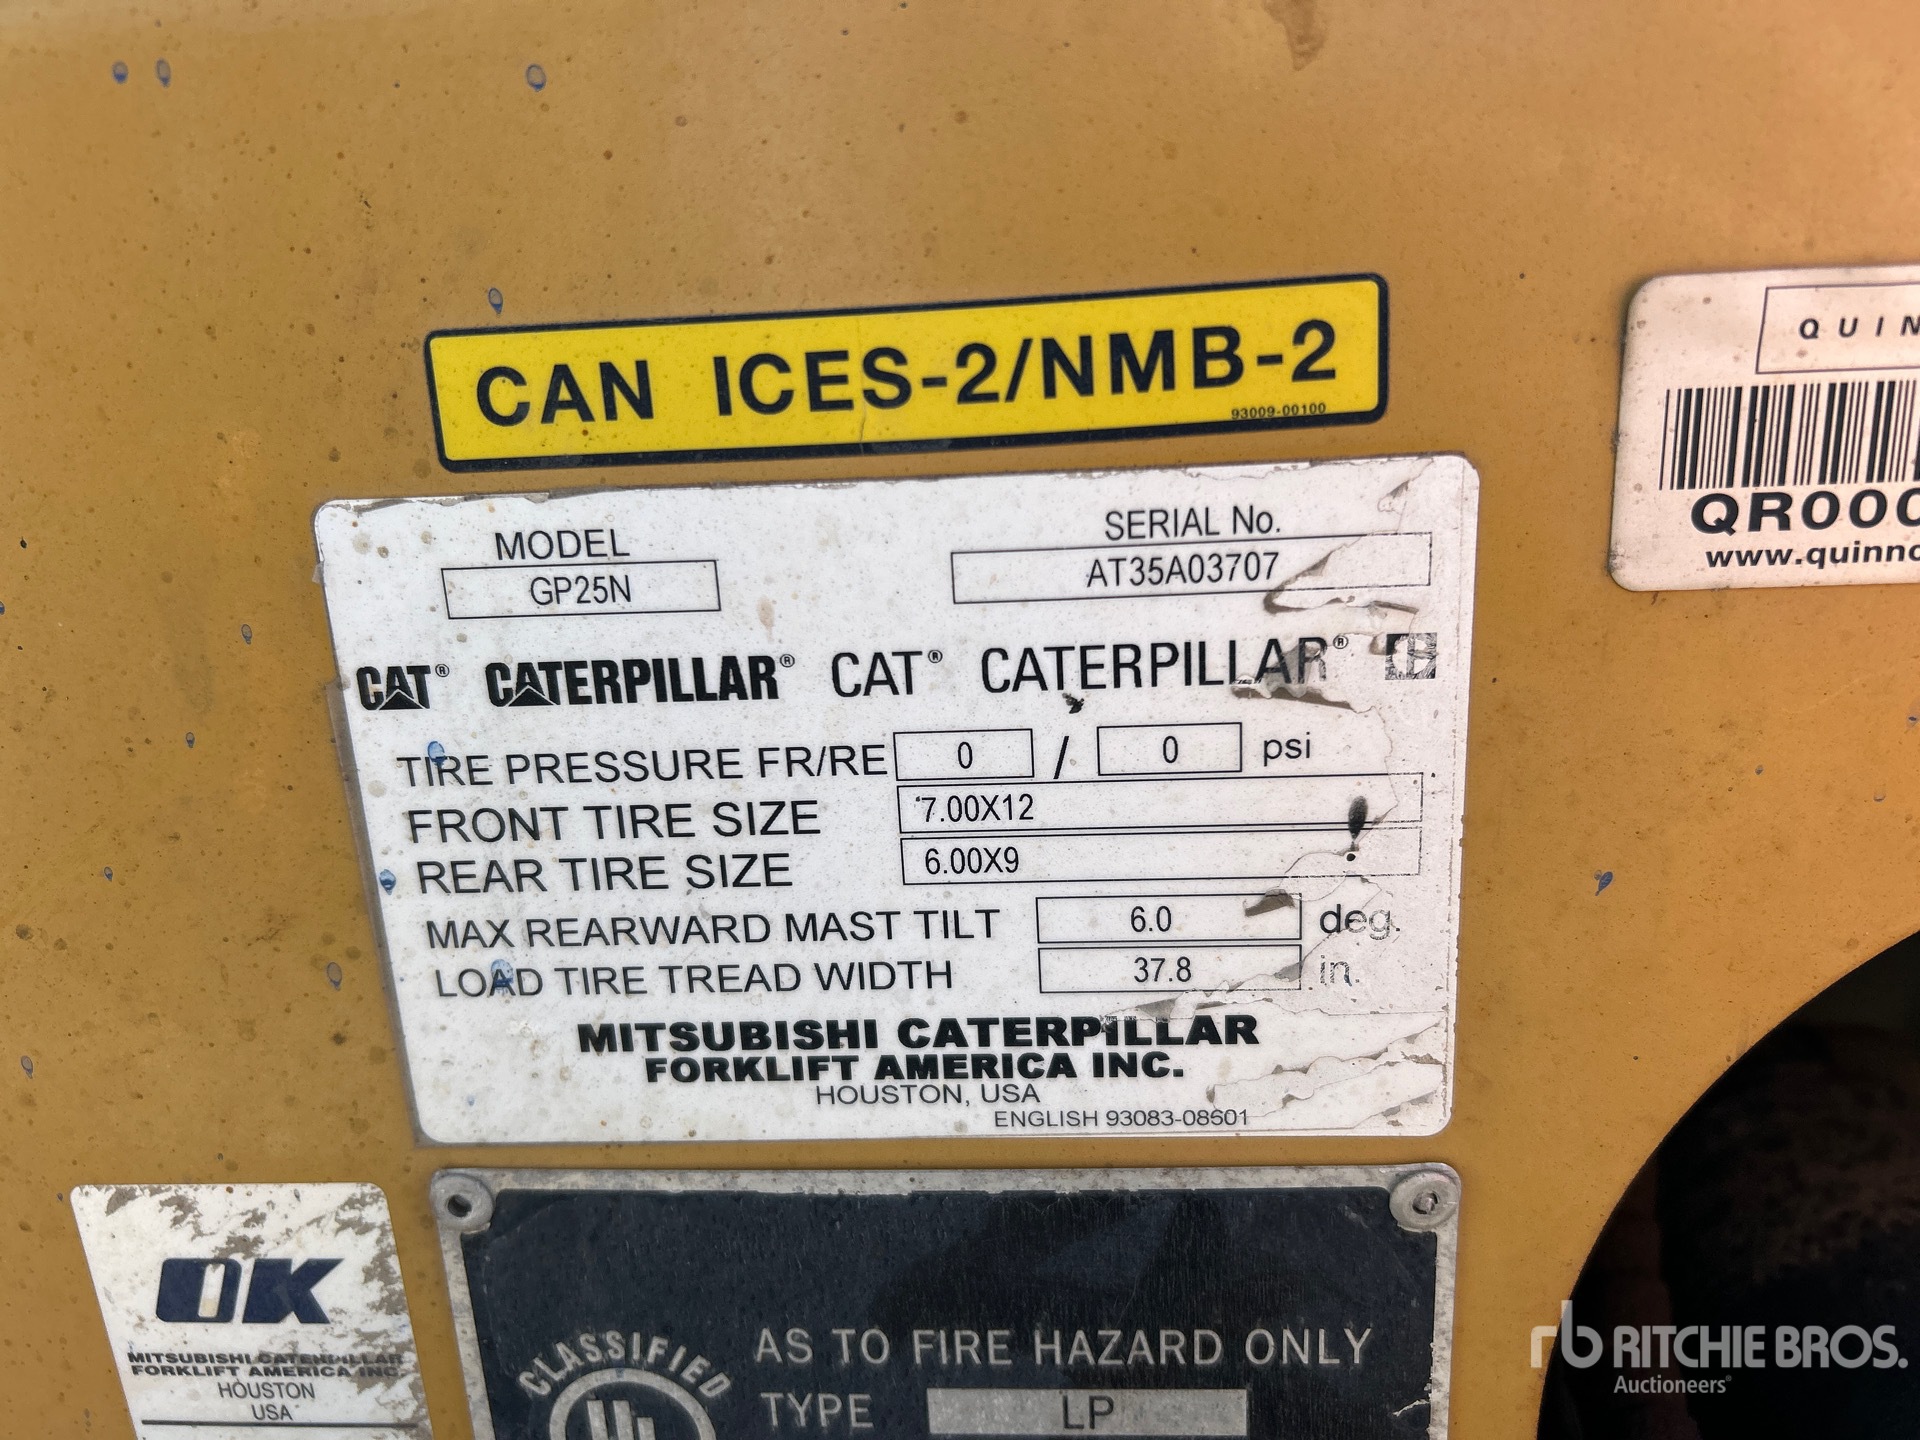 CAN ICES-2/NMB-2
93009-00100
QUIN
QR000
www.quinnc
MODEL
GP25N
SERIAL No.
AT35A03707
CAT® CATERPILLAR® CAT® CATERPILLAR®
TIRE PRESSURE FR/RE 0 / 0 psi
FRONT TIRE SIZE 7.00X12
REAR TIRE SIZE 6.00X9
MAX REARWARD MAST TILT 6.0 deg.
LOAD TIRE TREAD WIDTH 37.8 in.
MITSUBISHI CATERPILLAR
FORKLIFT AMERICA INC.
HOUSTON, USA
ENGLISH 93083-08601
OK
MITSUBISHI CATERPILLAR
FORKLIFT AMERICA INC.
HOUSTON
USA
CLASSIFIED
UL
AS TO FIRE HAZARD ONLY
TYPE LP
rb RITCHIE BROS.
Auctioneers®